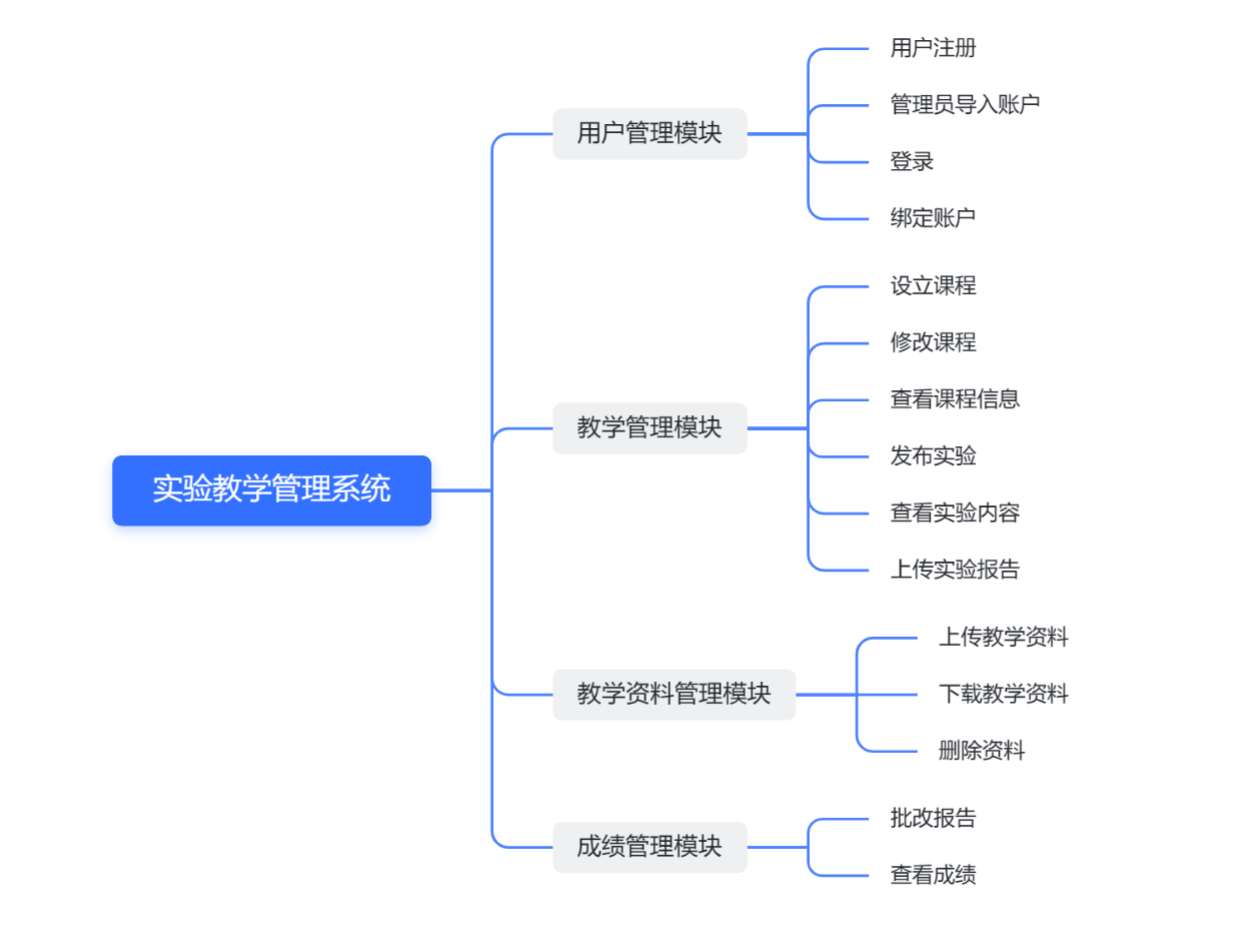 实验教学管理系统
用户管理模块
用户注册
管理员导入账户
登录
绑定账户
教学管理模块
设立课程
修改课程
查看课程信息
发布实验
查看实验内容
上传实验报告
教学资料管理模块
上传教学资料
下载教学资料
删除资料
成绩管理模块
批改报告
查看成绩